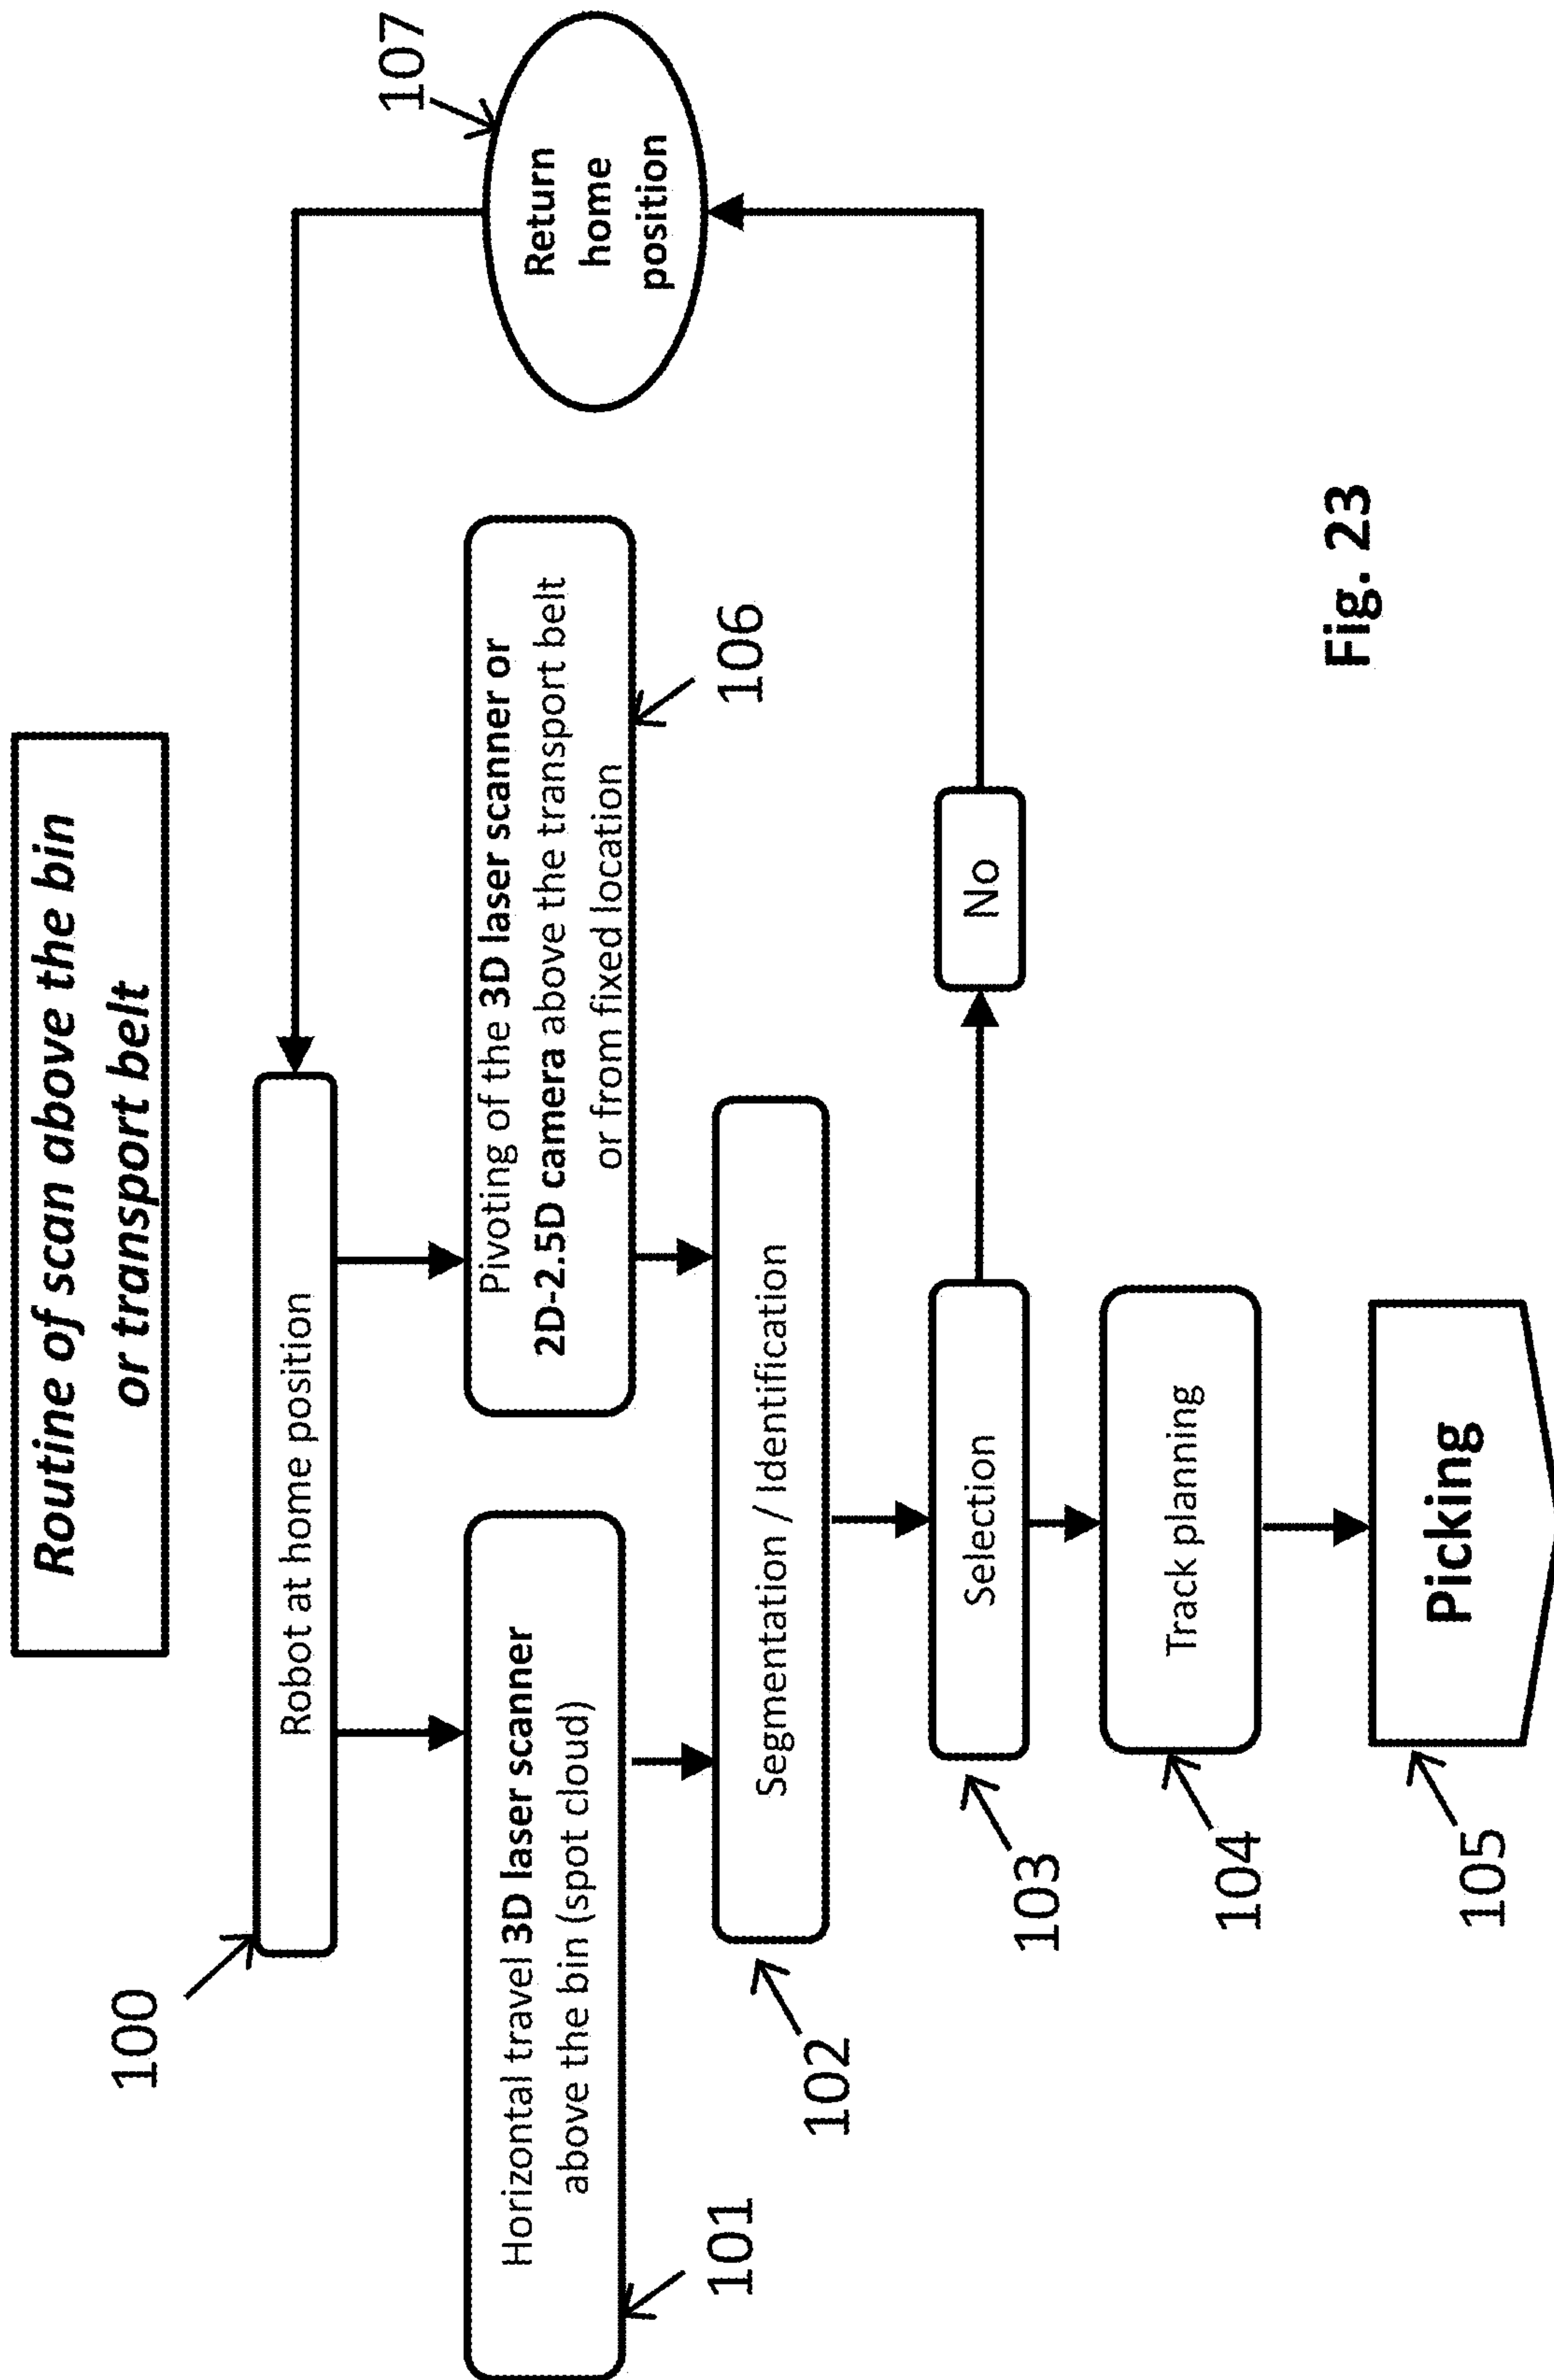 Routine of scan above the bin
or transport belt
100
Robot at home position
107
Return
home
position
Horizontal travel 3D laser scanner
above the bin (spot cloud)
101
Pivoting of the 3D laser scanner or
2D-2.5D camera above the transport belt
or from fixed location
106
Segmentation / Identification
102
Selection
103
No
Track planning
104
Picking
105
Fig. 23